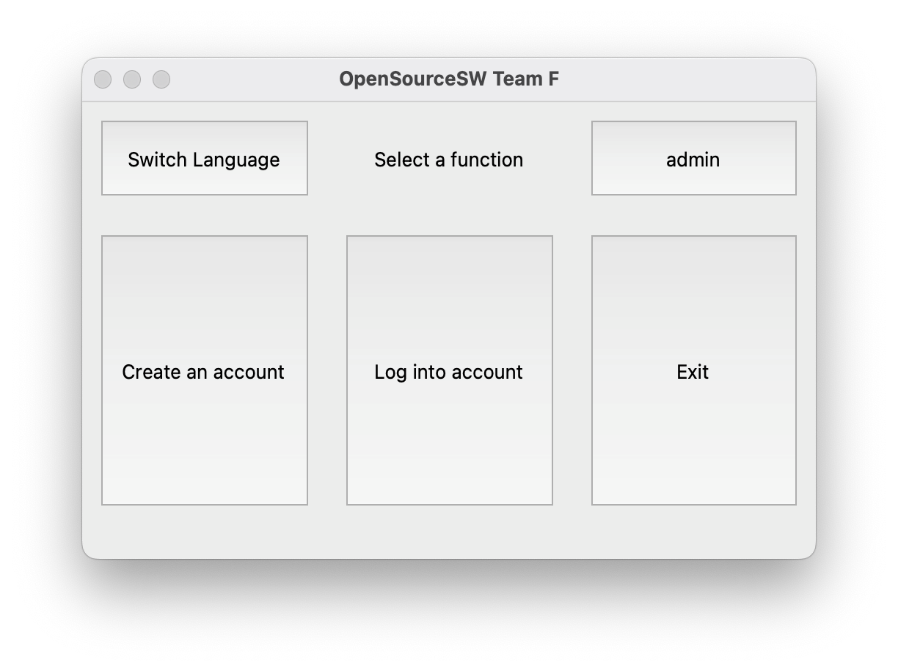 OpenSourceSW Team F
Switch Language
Select a function
admin
Create an account
Log into account
Exit